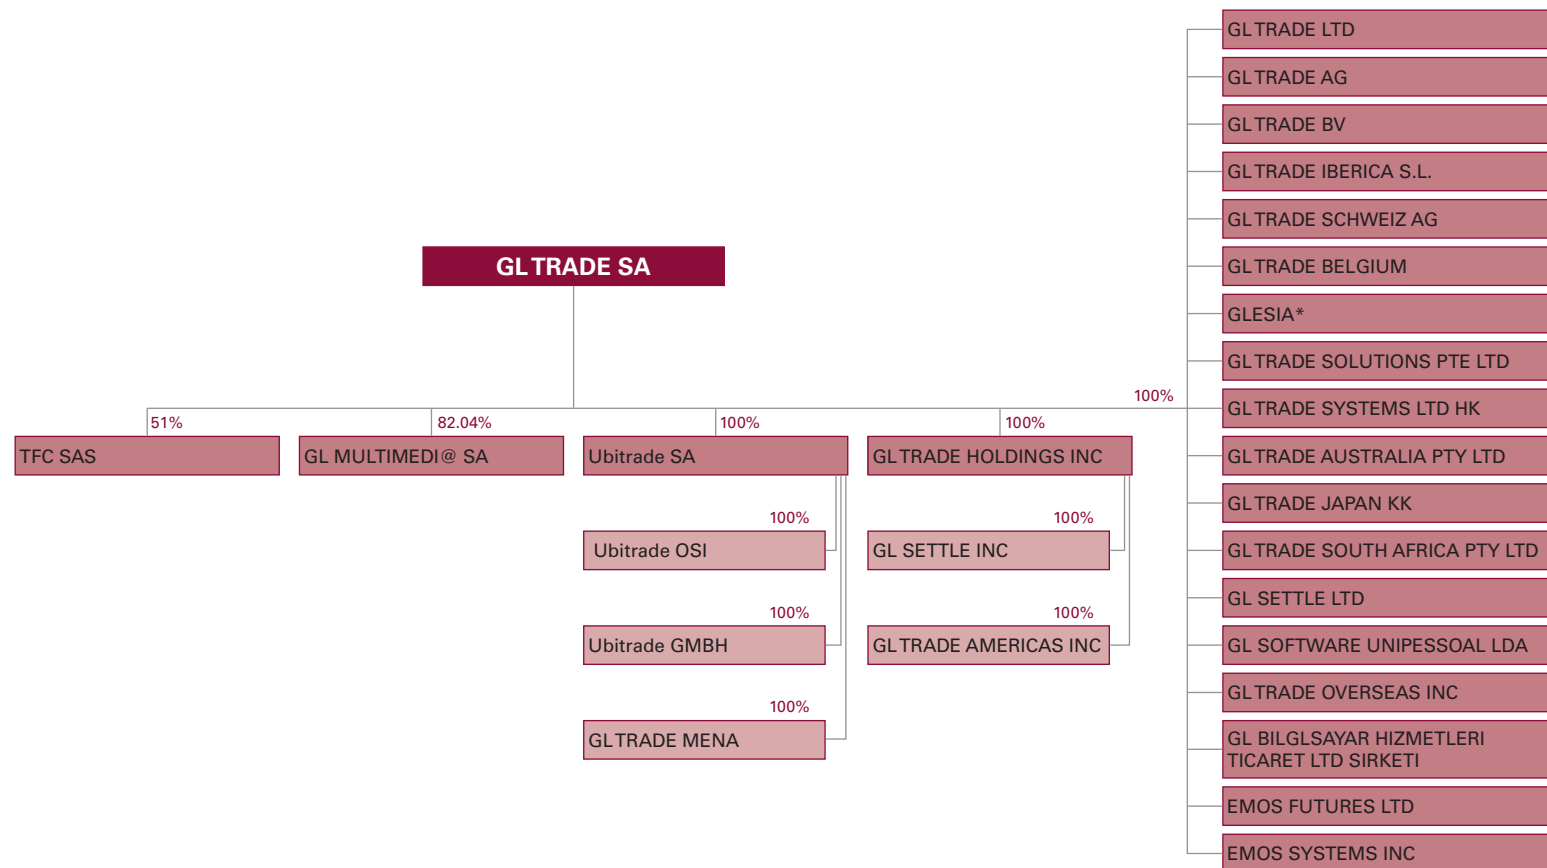 GL TRADE SA
51%
TFC SAS
82.04%
GL MULTIMEDI@ SA
100%
Ubitrade SA
100%
Ubitrade OSI
100%
Ubitrade GMBH
100%
GL TRADE MENA
100%
GL TRADE HOLDINGS INC
100%
GL SETTLE INC
100%
GL TRADE AMERICAS INC
100%
GL TRADE LTD
GL TRADE AG
GL TRADE BV
GL TRADE IBERICA S.L.
GL TRADE SCHWEIZ AG
GL TRADE BELGIUM
GLESIA*
GL TRADE SOLUTIONS PTE LTD
GL TRADE SYSTEMS LTD HK
GL TRADE AUSTRALIA PTY LTD
GL TRADE JAPAN KK
GL TRADE SOUTH AFRICA PTY LTD
GL SETTLE LTD
GL SOFTWARE UNIPESSOAL LDA
GL TRADE OVERSEAS INC
GL BILGLSAYAR HIZMETLERI
TICARET LTD SIRKETI
EMOS FUTURES LTD
EMOS SYSTEMS INC